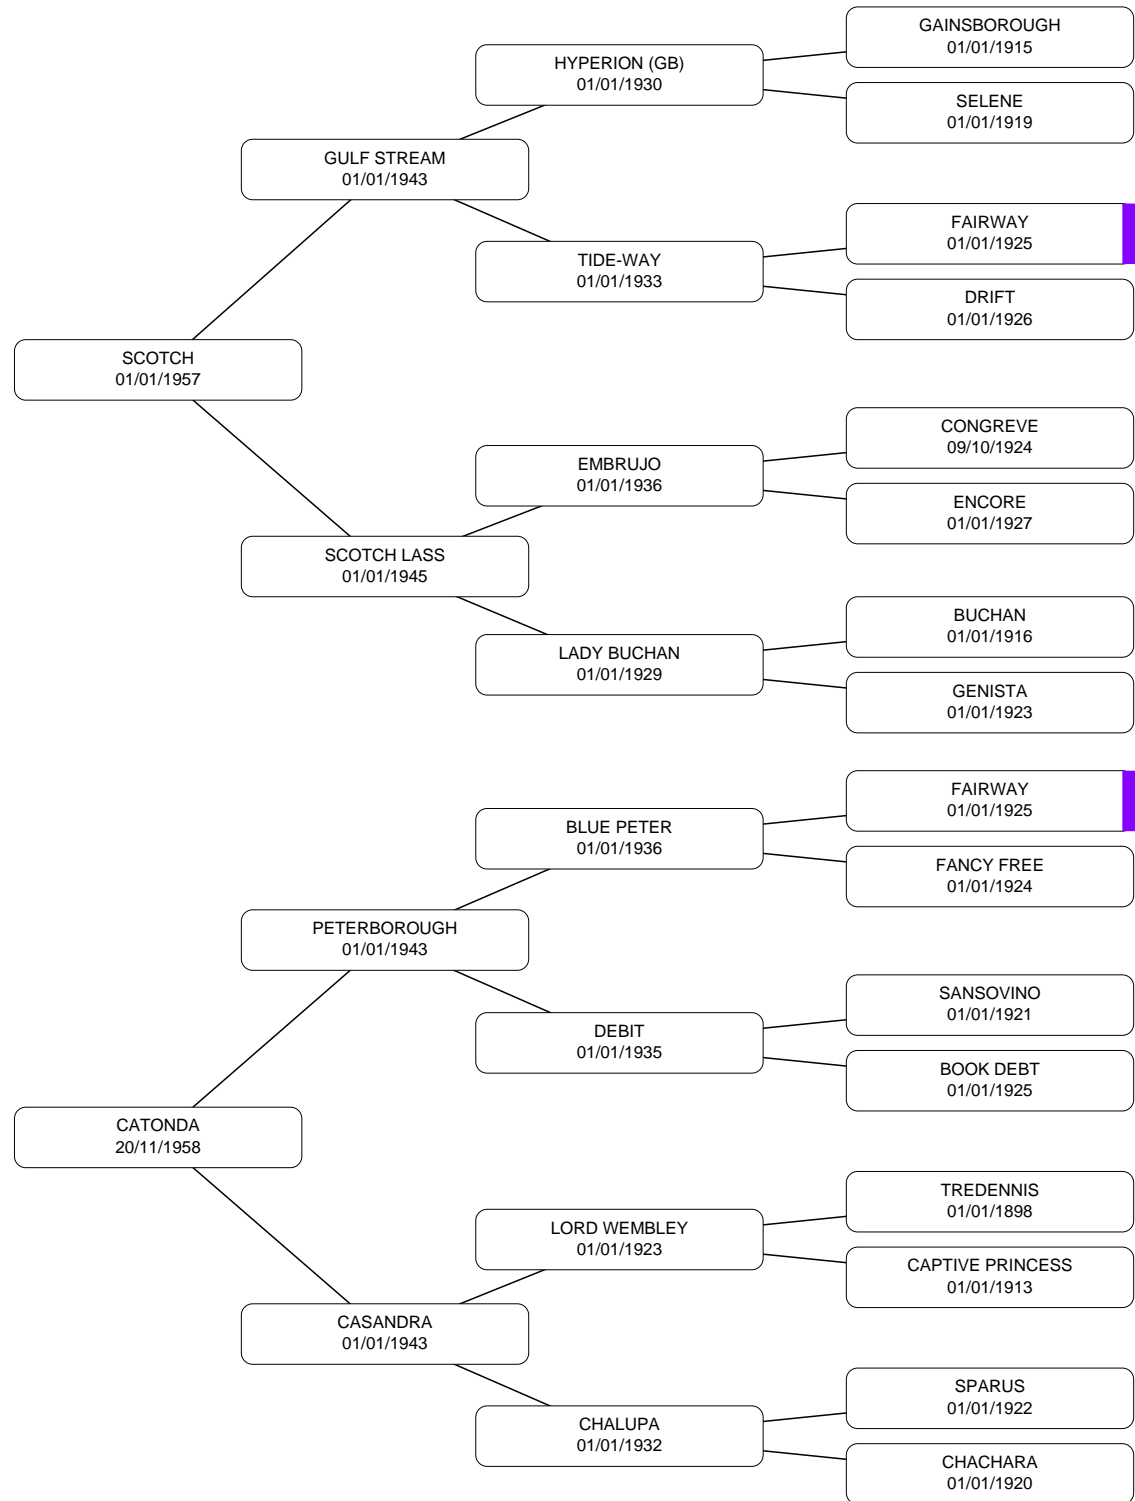 GAINSBOROUGH
01/01/1915
HYPERION (GB)
01/01/1930
SELENE
01/01/1919
GULF STREAM
01/01/1943
FAIRWAY
01/01/1925
TIDE-WAY
01/01/1933
DRIFT
01/01/1926
SCOTCH
01/01/1957
CONGREVE
09/10/1924
EMBRUJO
01/01/1936
ENCORE
01/01/1927
SCOTCH LASS
01/01/1945
BUCHAN
01/01/1916
LADY BUCHAN
01/01/1929
GENISTA
01/01/1923
FAIRWAY
01/01/1925
BLUE PETER
01/01/1936
FANCY FREE
01/01/1924
PETERBOROUGH
01/01/1943
SANSOVINO
01/01/1921
DEBIT
01/01/1935
BOOK DEBT
01/01/1925
CATONDA
20/11/1958
TREDENNIS
01/01/1898
LORD WEMBLEY
01/01/1923
CAPTIVE PRINCESS
01/01/1913
CASANDRA
01/01/1943
SPARUS
01/01/1922
CHALUPA
01/01/1932
CHACHARA
01/01/1920